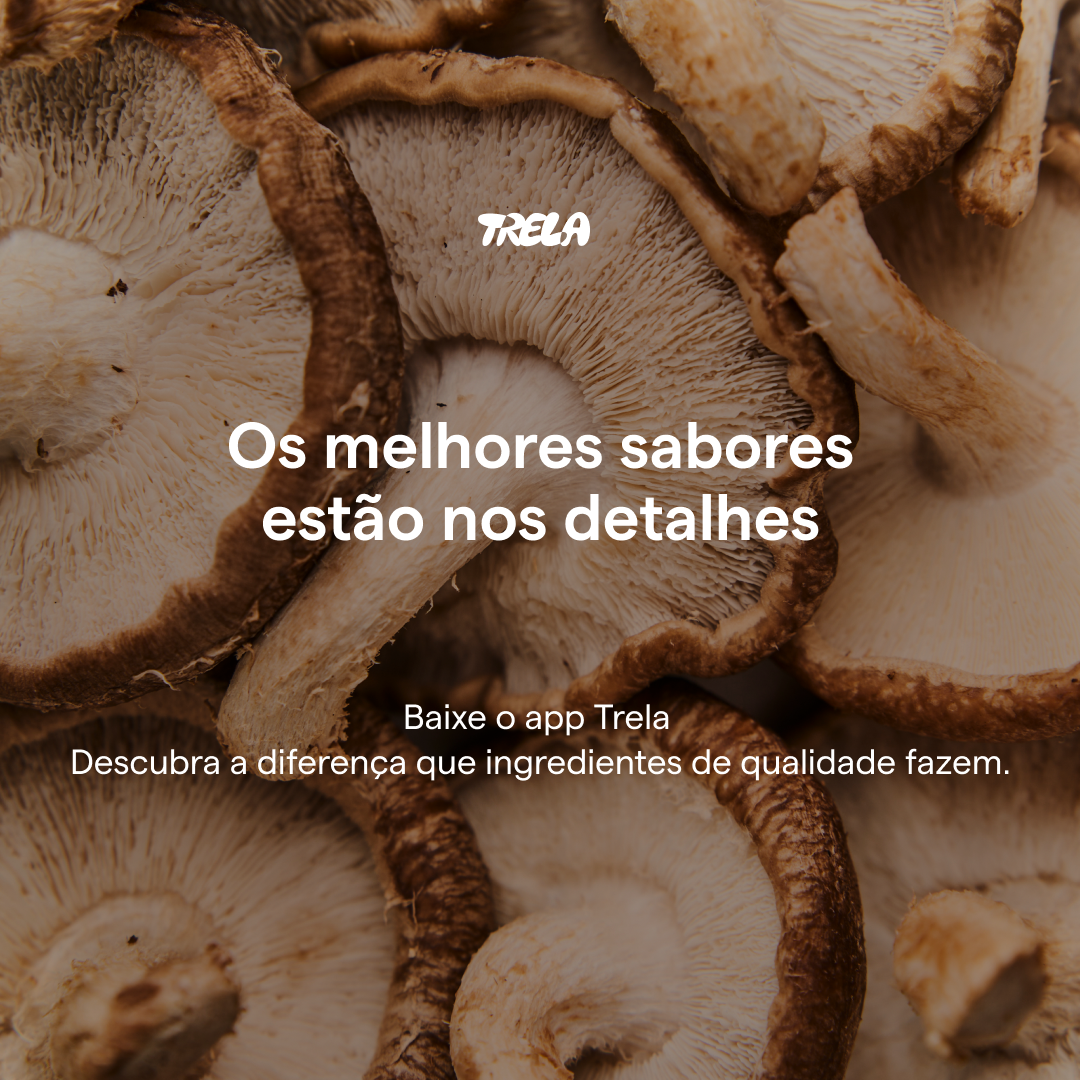 TRELA
Os melhores sabores
estão nos detalhes
Baixe o app Trela
Descubra a diferença que ingredientes de qualidade fazem.